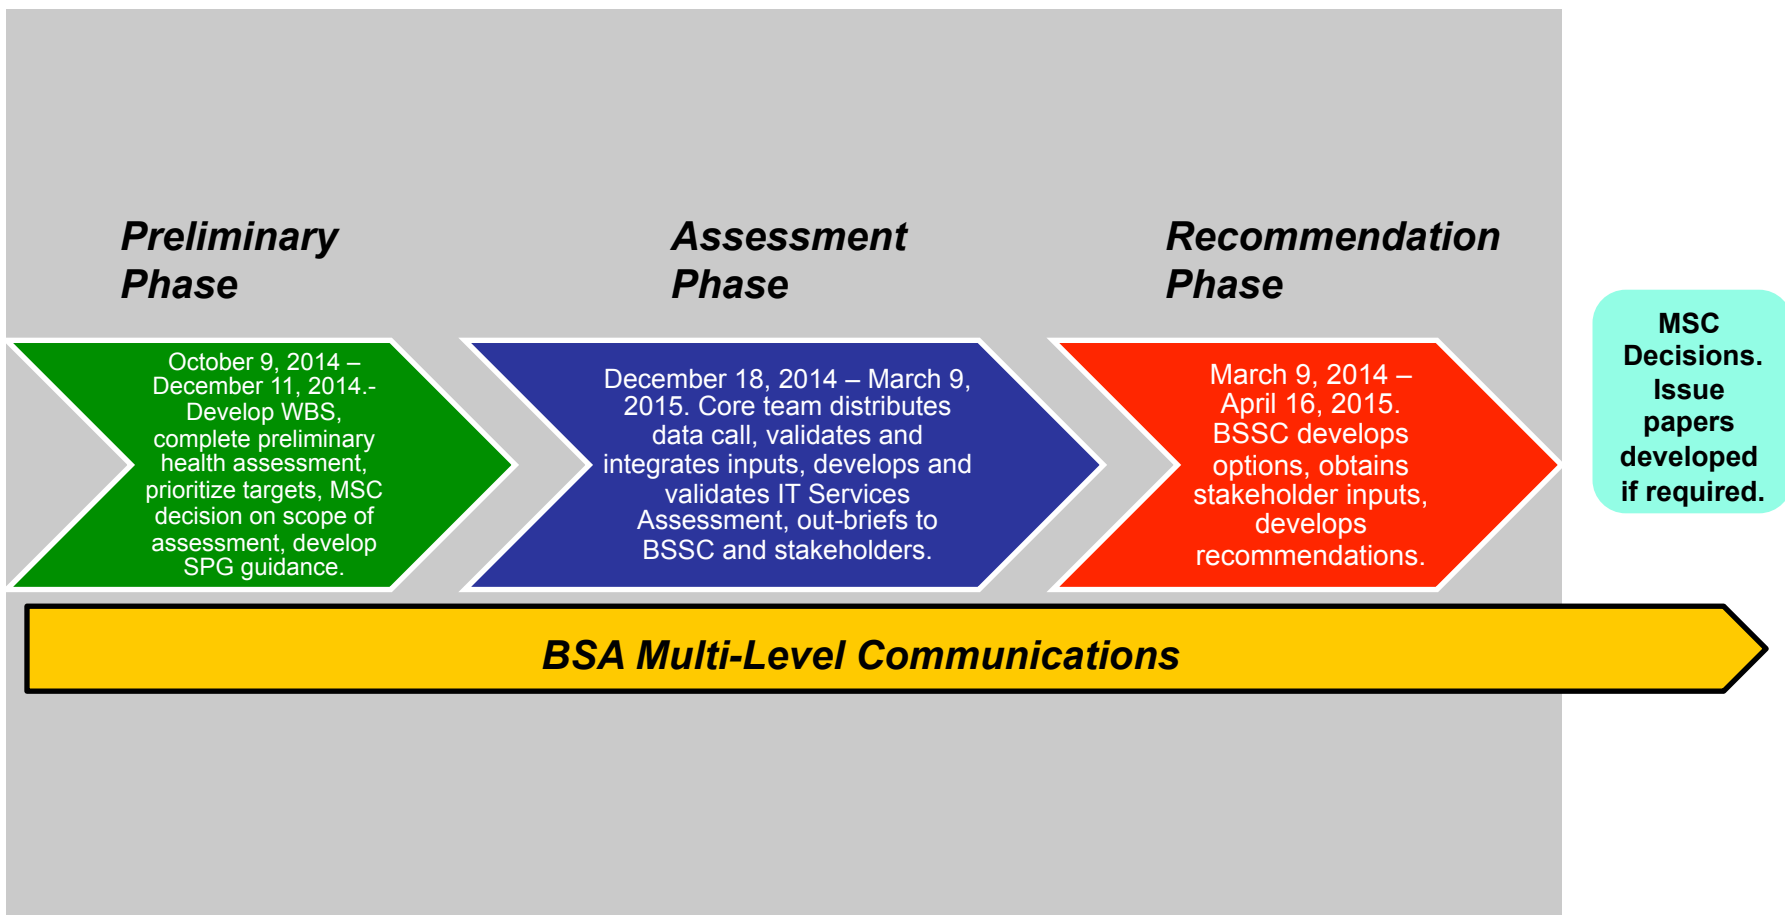 Preliminary
Phase
October 9, 2014 –
December 11, 2014.-
Develop WBS,
complete preliminary
health assessment,
prioritize targets, MSC
decision on scope of
assessment, develop
SPG guidance.
Assessment
Phase
December 18, 2014 – March 9,
2015. Core team distributes
data call, validates and
integrates inputs, develops and
validates IT Services
Assessment, out-briefs to
BSSC and stakeholders.
Recommendation
Phase
March 9, 2014 –
April 16, 2015.
BSSC develops
options, obtains
stakeholder inputs,
develops
recommendations.
MSC
Decisions.
Issue
papers
developed
if required.
BSA Multi-Level Communications